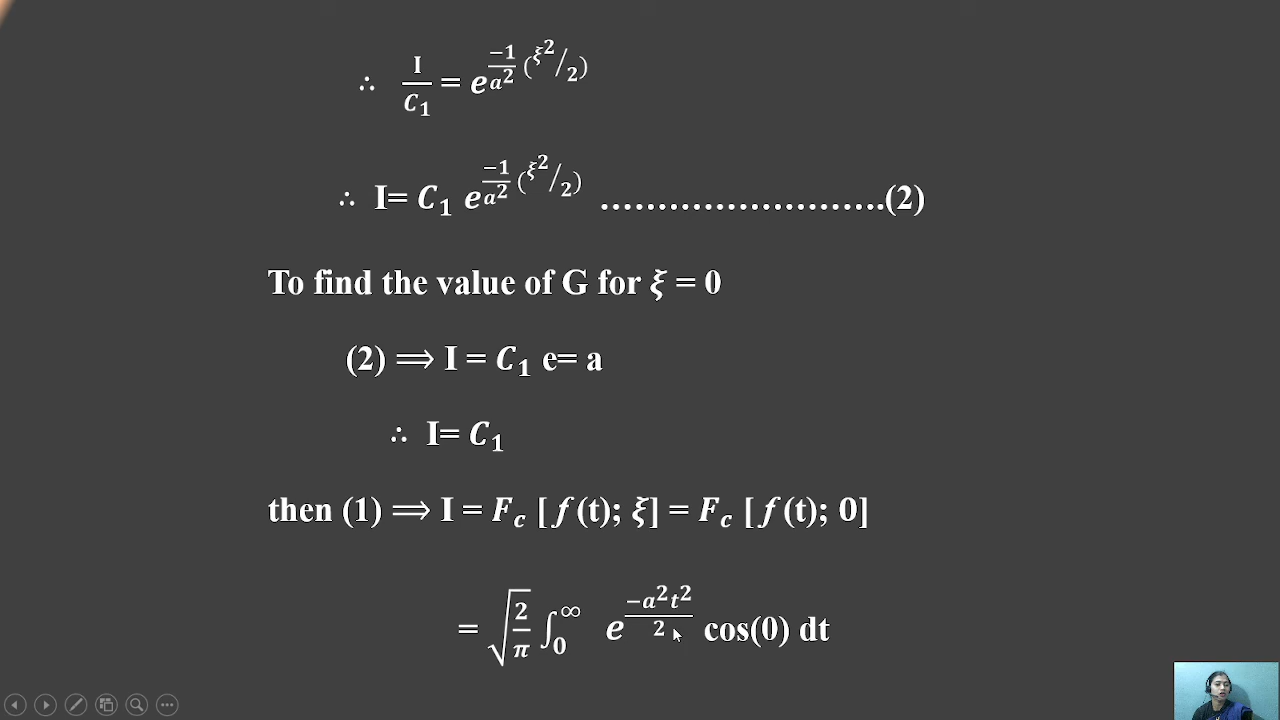 ∴ I/C₁ = e^(-1/a² (ξ²/2))
∴ I= C₁ e^(-1/a² (ξ²/2)) ……………………….(2)
To find the value of G for ξ = 0
(2) ⟹ I = C₁ e= a
∴ I= C₁
then (1) ⟹ I = F_c [ f(t); ξ] = F_c [ f(t); 0]
= √(2/π) ∫₀^∞ e^(-a²t²/2) cos(0) dt